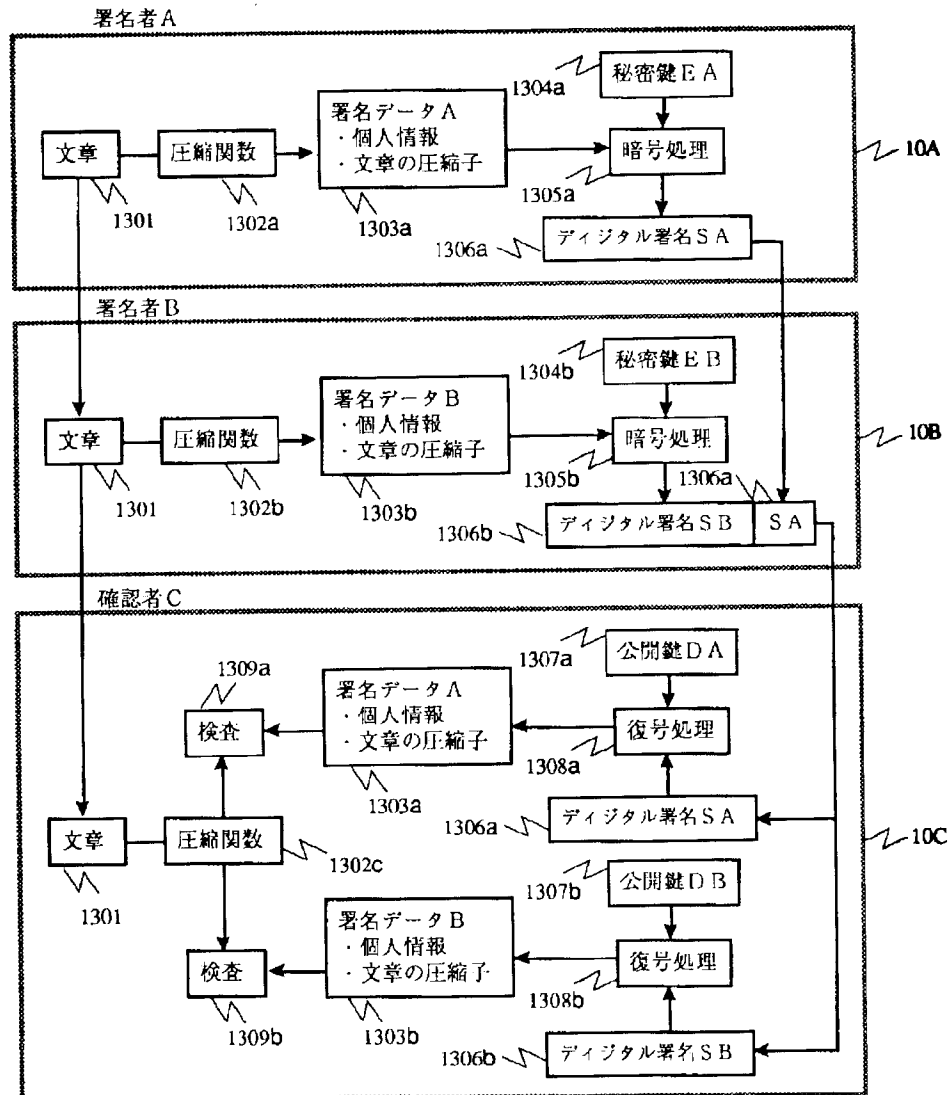 署名者A
1304a
秘密鍵EA
署名データA
・個人情報
・文章の圧縮子
文章
圧縮関数
暗号処理
10A
1301
1302a
1303a
1305a
1306a
ディジタル署名SA
署名者B
1304b
秘密鍵EB
署名データB
・個人情報
・文章の圧縮子
文章
圧縮関数
暗号処理
10B
1301
1302b
1303b
1305b
1306a
1306b
ディジタル署名SB
SA
確認者C
1307a
公開鍵DA
1309a
署名データA
・個人情報
・文章の圧縮子
検査
復号処理
1308a
1303a
1306a
ディジタル署名SA
文章
圧縮関数
1302c
10C
1301
1307b
公開鍵DB
署名データB
・個人情報
・文章の圧縮子
検査
復号処理
1308b
1309b
1303b
1306b
ディジタル署名SB